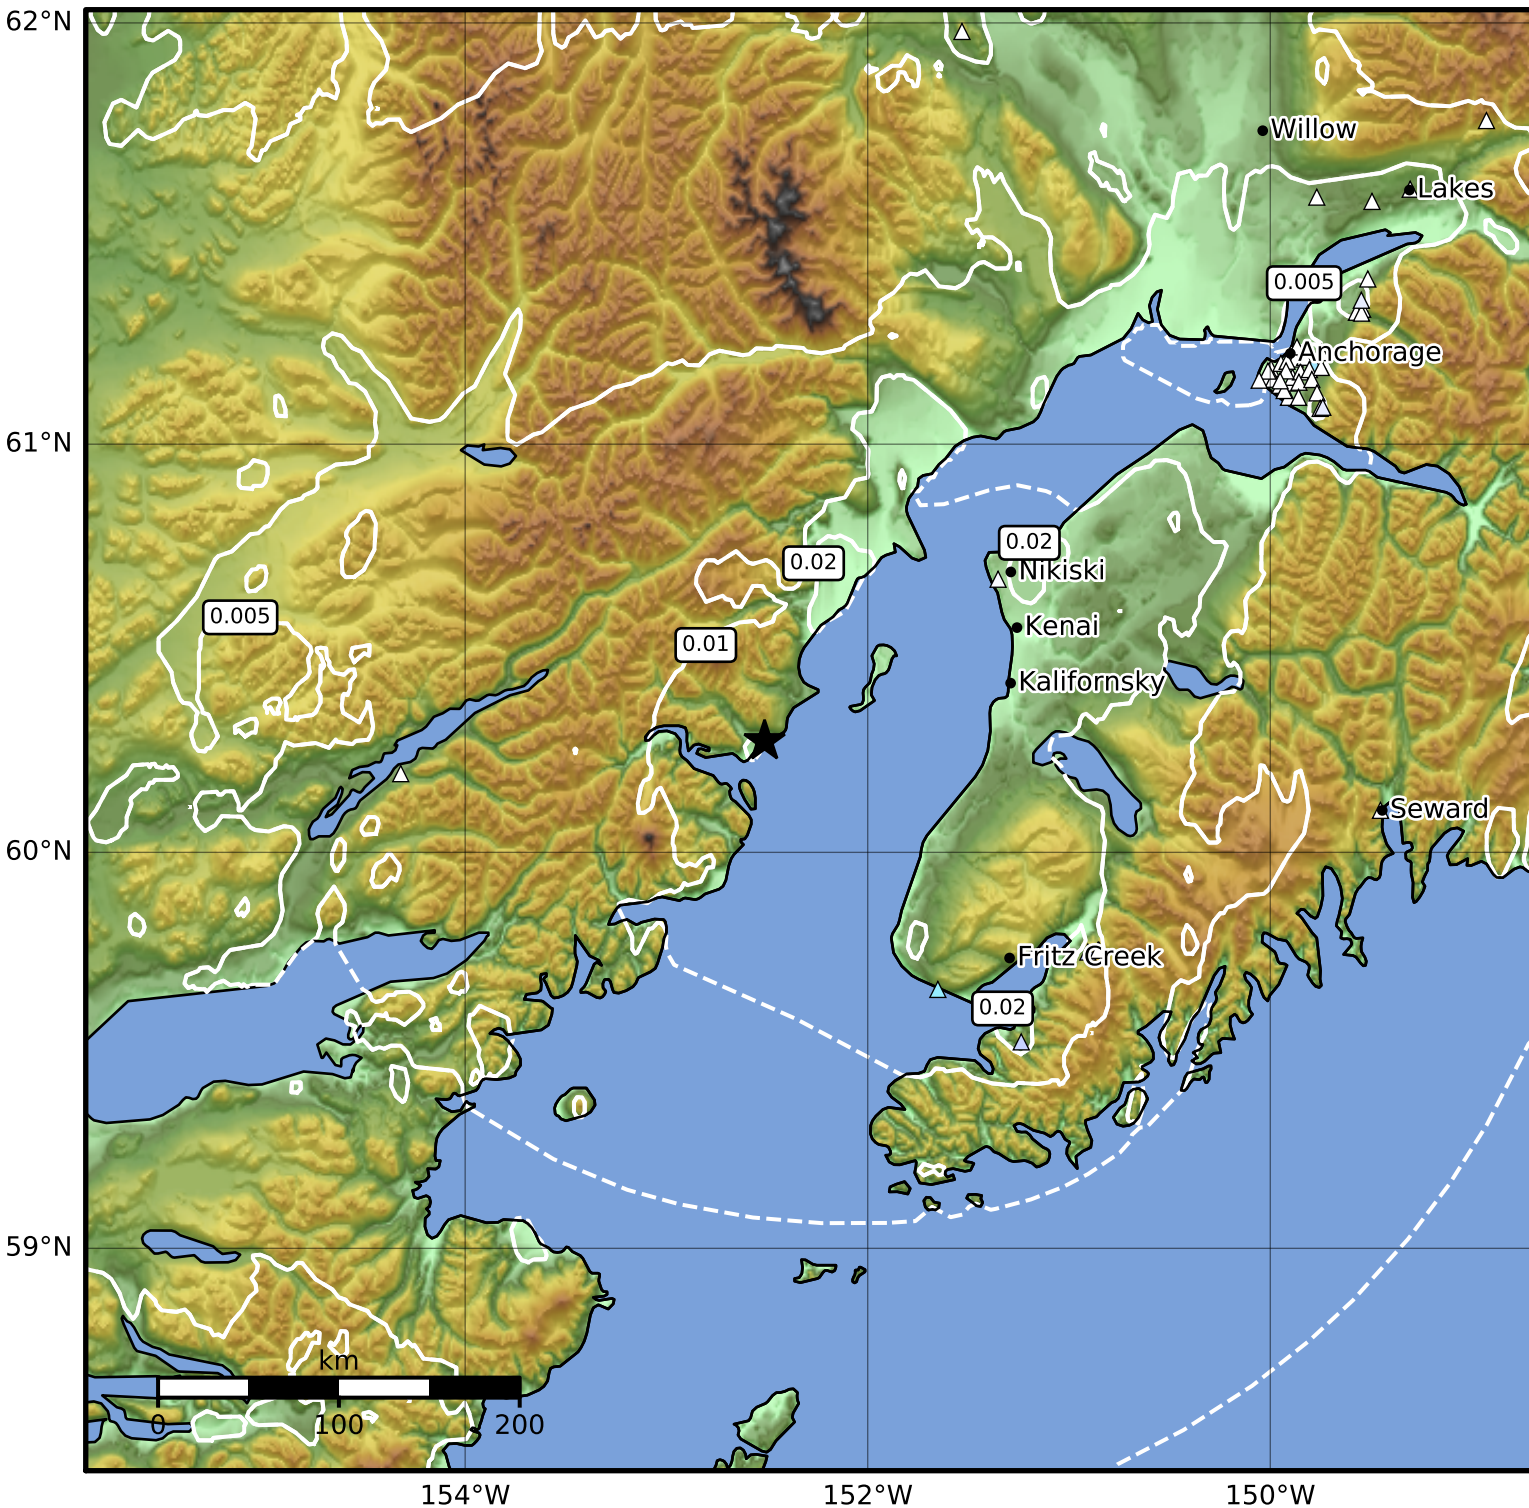 62°N
Willow
Lakes
0.005
Anchorage
61°N
0.02
0.02
Nikiski
0.005
Kenai
0.01
Kalifornsky
Seward
60°N
Fritz Creek
0.02
59°N
km
0 100 200
154°W 152°W 150°W